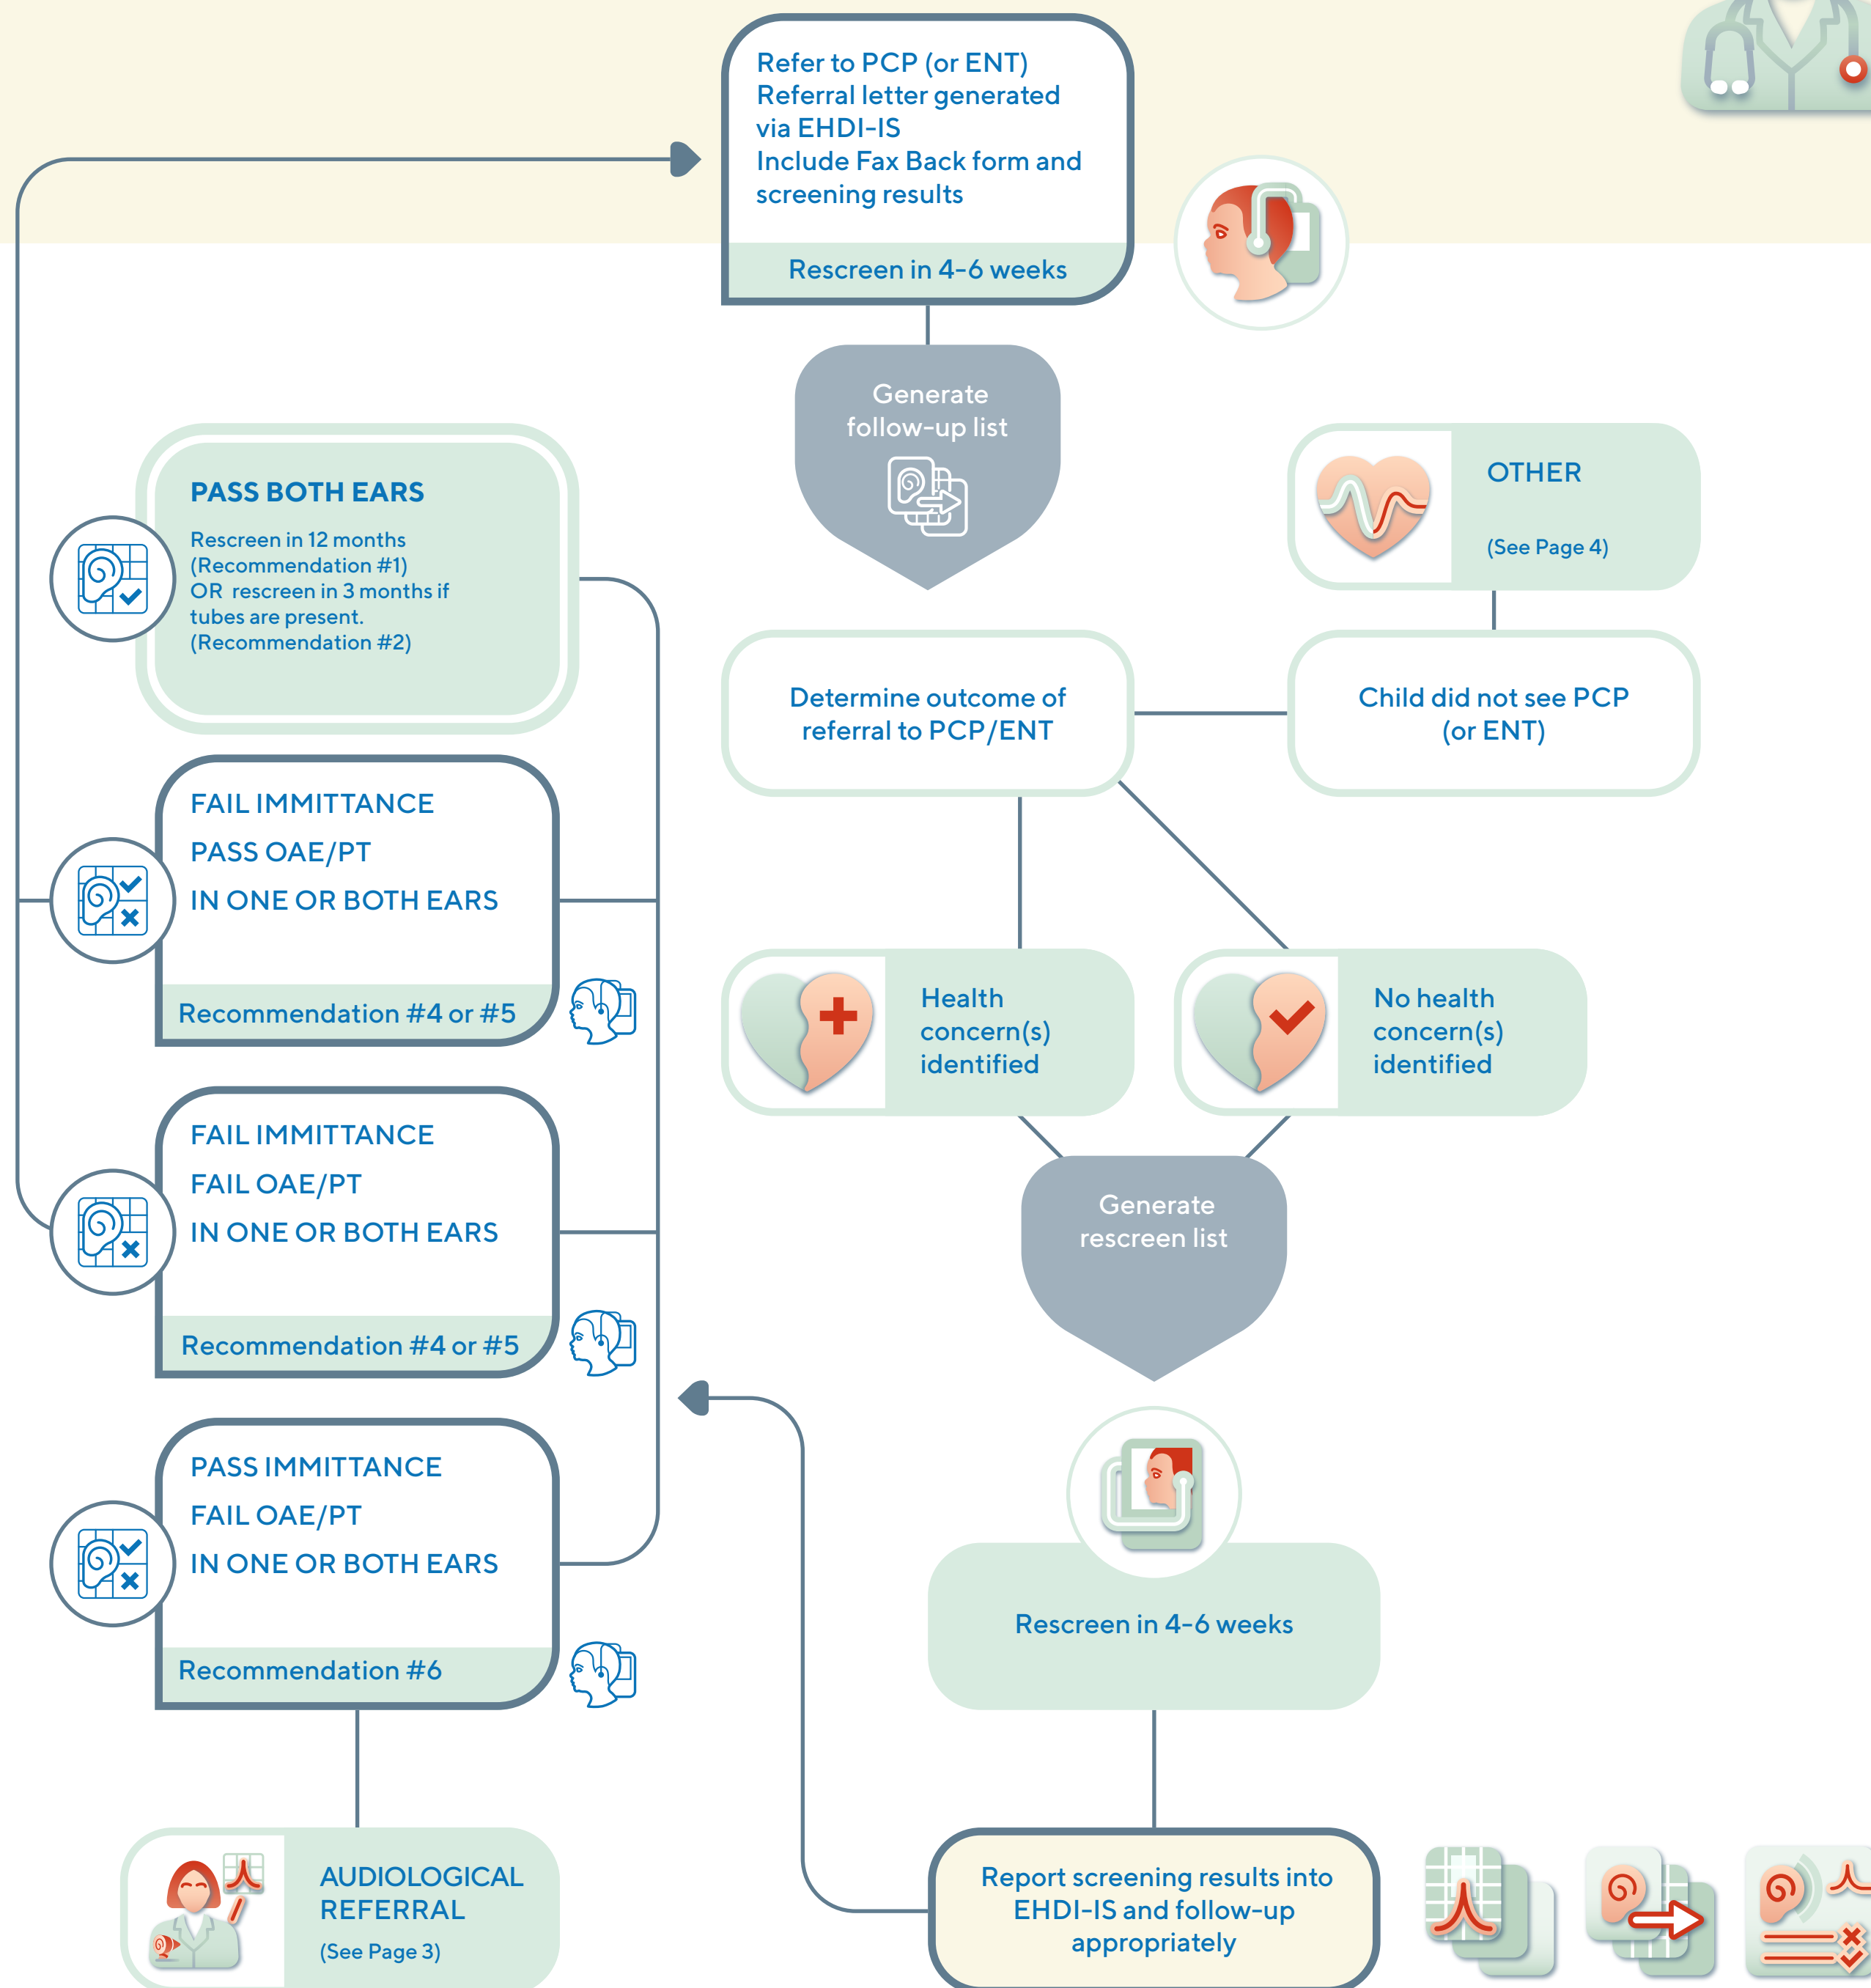 Refer to PCP (or ENT)
Referral letter generated
via EHDI-IS
Include Fax Back form and
screening results
Rescreen in 4-6 weeks
Generate
follow-up list
PASS BOTH EARS
Rescreen in 12 months
(Recommendation #1)
OR rescreen in 3 months if
tubes are present.
(Recommendation #2)
OTHER
(See Page 4)
Determine outcome of
referral to PCP/ENT
Child did not see PCP
(or ENT)
FAIL IMMITTANCE
PASS OAE/PT
IN ONE OR BOTH EARS
Recommendation #4 or #5
Health
concern(s)
identified
No health
concern(s)
identified
FAIL IMMITTANCE
FAIL OAE/PT
IN ONE OR BOTH EARS
Recommendation #4 or #5
Generate
rescreen list
PASS IMMITTANCE
FAIL OAE/PT
IN ONE OR BOTH EARS
Recommendation #6
Rescreen in 4-6 weeks
AUDIOLOGICAL
REFERRAL
(See Page 3)
Report screening results into
EHDI-IS and follow-up
appropriately